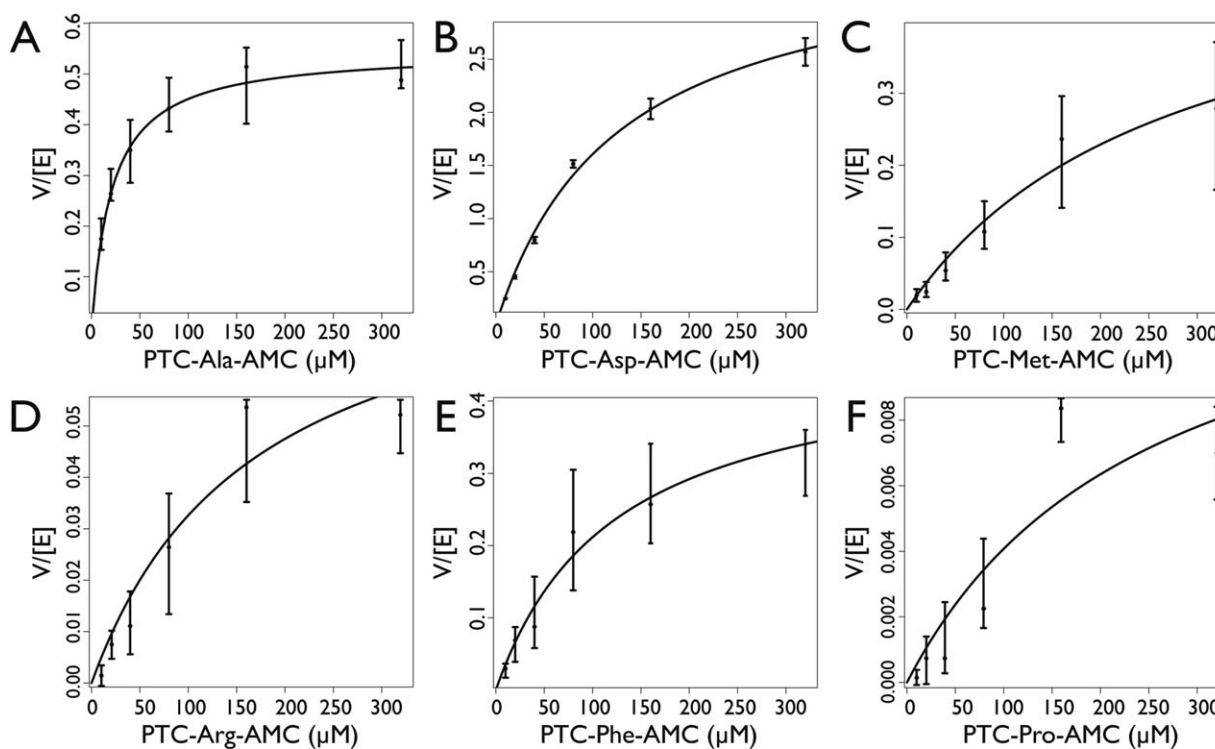 A
B
C
0.1 0.2 0.3 0.4 0.5 0.6
V/[E]
0 50 100 150 200 250 300
PTC-Ala-AMC (µM)
0.5 1.0 1.5 2.0 2.5
V/[E]
0 50 100 150 200 250 300
PTC-Asp-AMC (µM)
0.0 0.1 0.2 0.3
V/[E]
0 50 100 150 200 250 300
PTC-Met-AMC (µM)
D
E
F
0.00 0.01 0.02 0.03 0.04 0.05
V/[E]
0 50 100 150 200 250 300
PTC-Arg-AMC (µM)
0.1 0.2 0.3 0.4
V/[E]
0 50 100 150 200 250 300
PTC-Phe-AMC (µM)
0.000 0.002 0.004 0.006 0.008
V/[E]
0 50 100 150 200 250 300
PTC-Pro-AMC (µM)